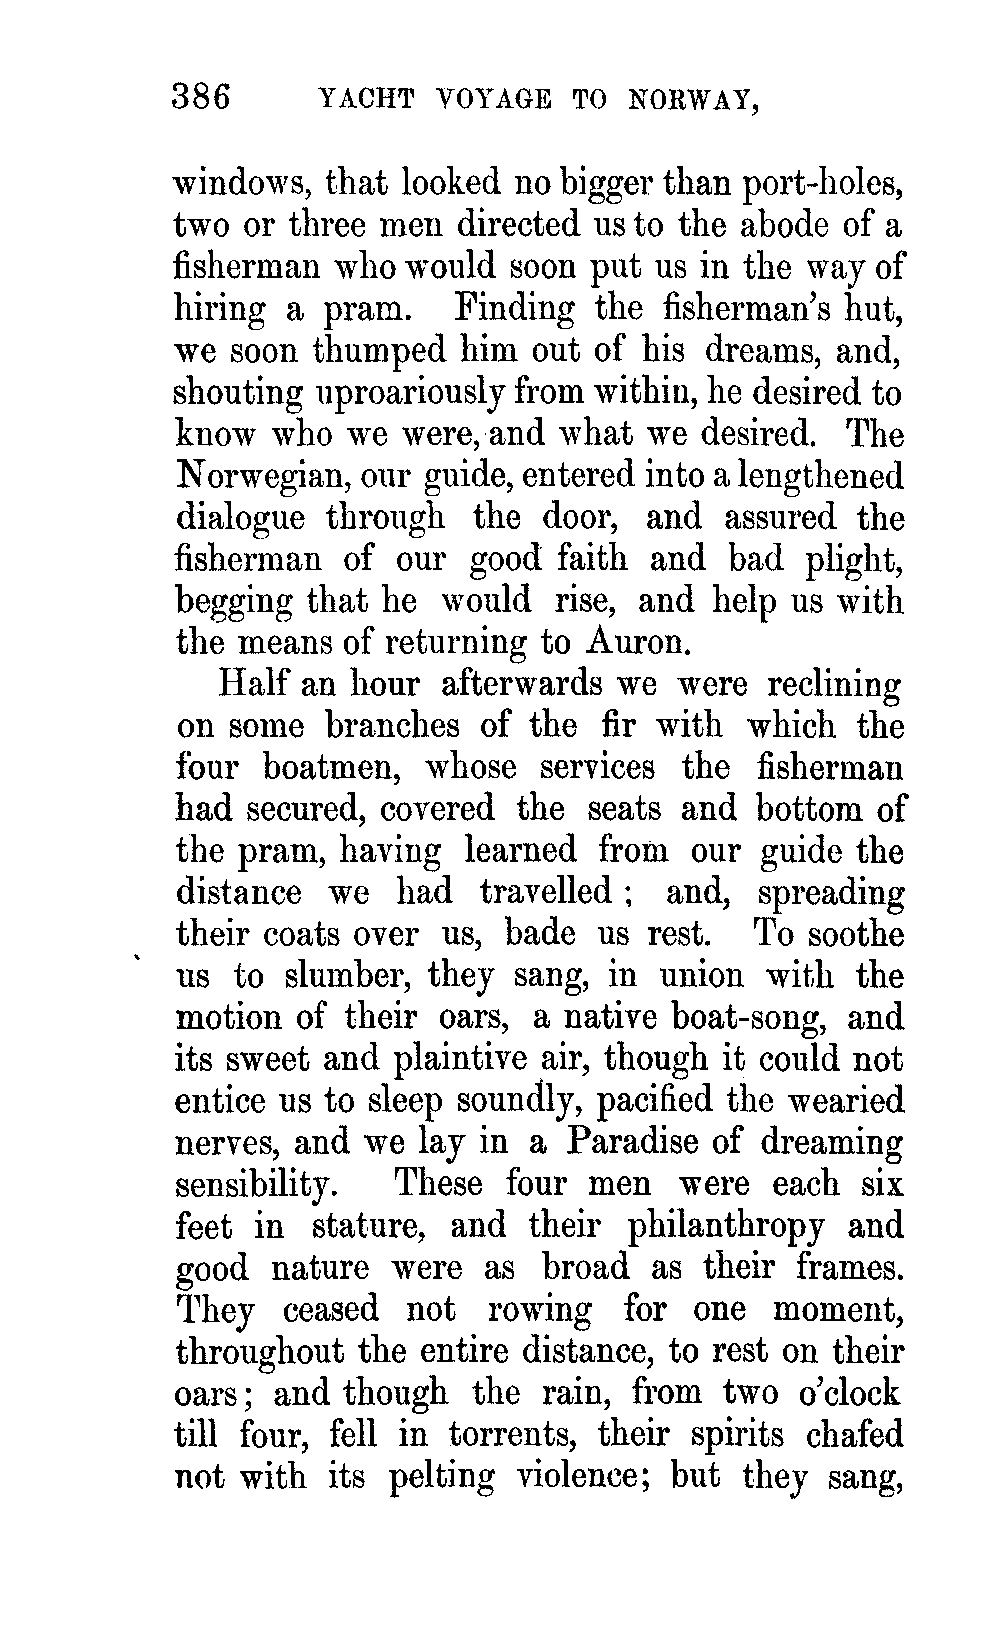 386 YACHT VOYAGE TO NORWAY,
windows, that looked no bigger than port-holes,
two or three men directed us to the abode of a
fisherman who would soon put us in the way of
hiring a pram. Finding the fisherman's hut,
we soon thumped him out of his dreams, and,
shouting uproariously from within, he desired to
know who we were, and what we desired. The
Norwegian, our guide, entered into a lengthened
dialogue through the door, and assured the
fisherman of our good faith and bad plight,
begging that he would rise, and help us with
the means of returning to Auron.
Half an hour afterwards we were reclining
on some branches of the fir with which the
four boatmen, whose services the fisherman
had secured, covered the seats and bottom of
the pram, having learned from our guide the
distance we had travelled ; and, spreading
their coats over us, bade us rest. To soothe
us to slumber, they sang, in union with the
motion of their oars, a native boat-song, and
its sweet and plaintive air, though it could not
entice us to sleep soundly, pacified the wearied
nerves, and we lay in a Paradise of dreaming
sensibility. These four men were each six
feet in stature, and their philanthropy and
good nature were as broad as their frames.
They ceased not rowing for one moment,
throughout the entire distance, to rest on their
oars; and though the rain, from two o'clock
till four, fell in torrents, their spirits chafed
not with its pelting violence; but they sang,